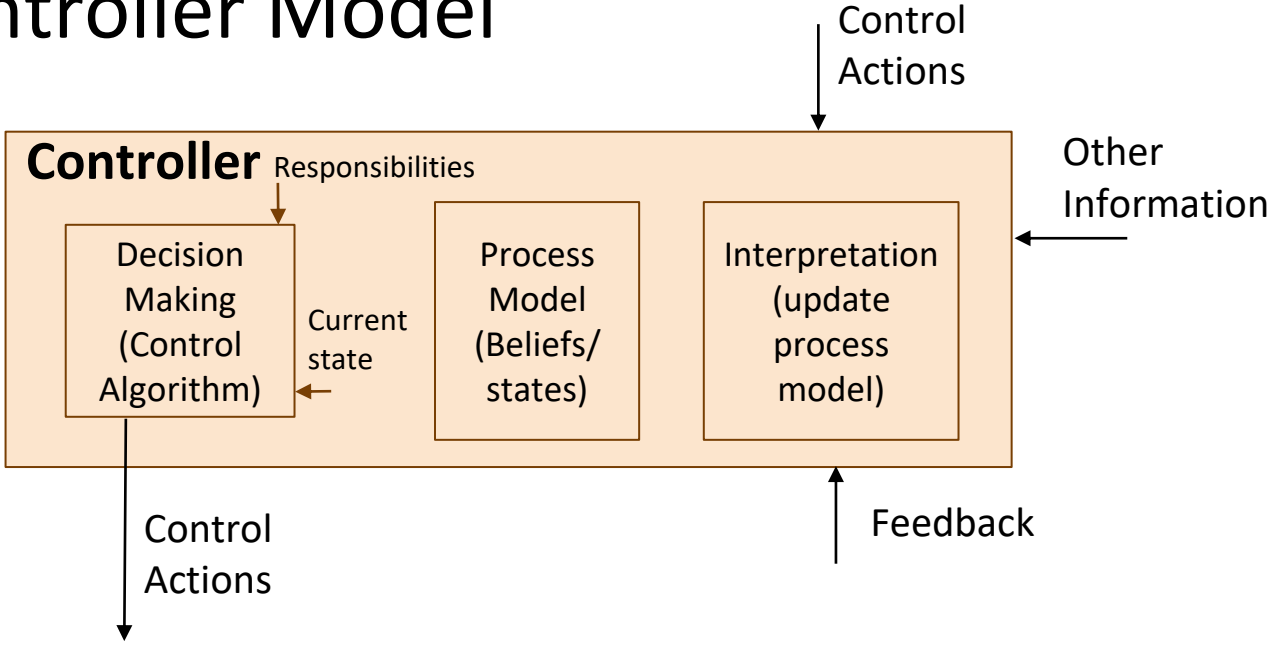 ntroller Model
Control
Actions
Other
Information
Controller
Responsibilities
Decision
Making
(Control
Algorithm)
Current
state
Process
Model
(Beliefs/
states)
Interpretation
(update
process
model)
Control
Actions
Feedback